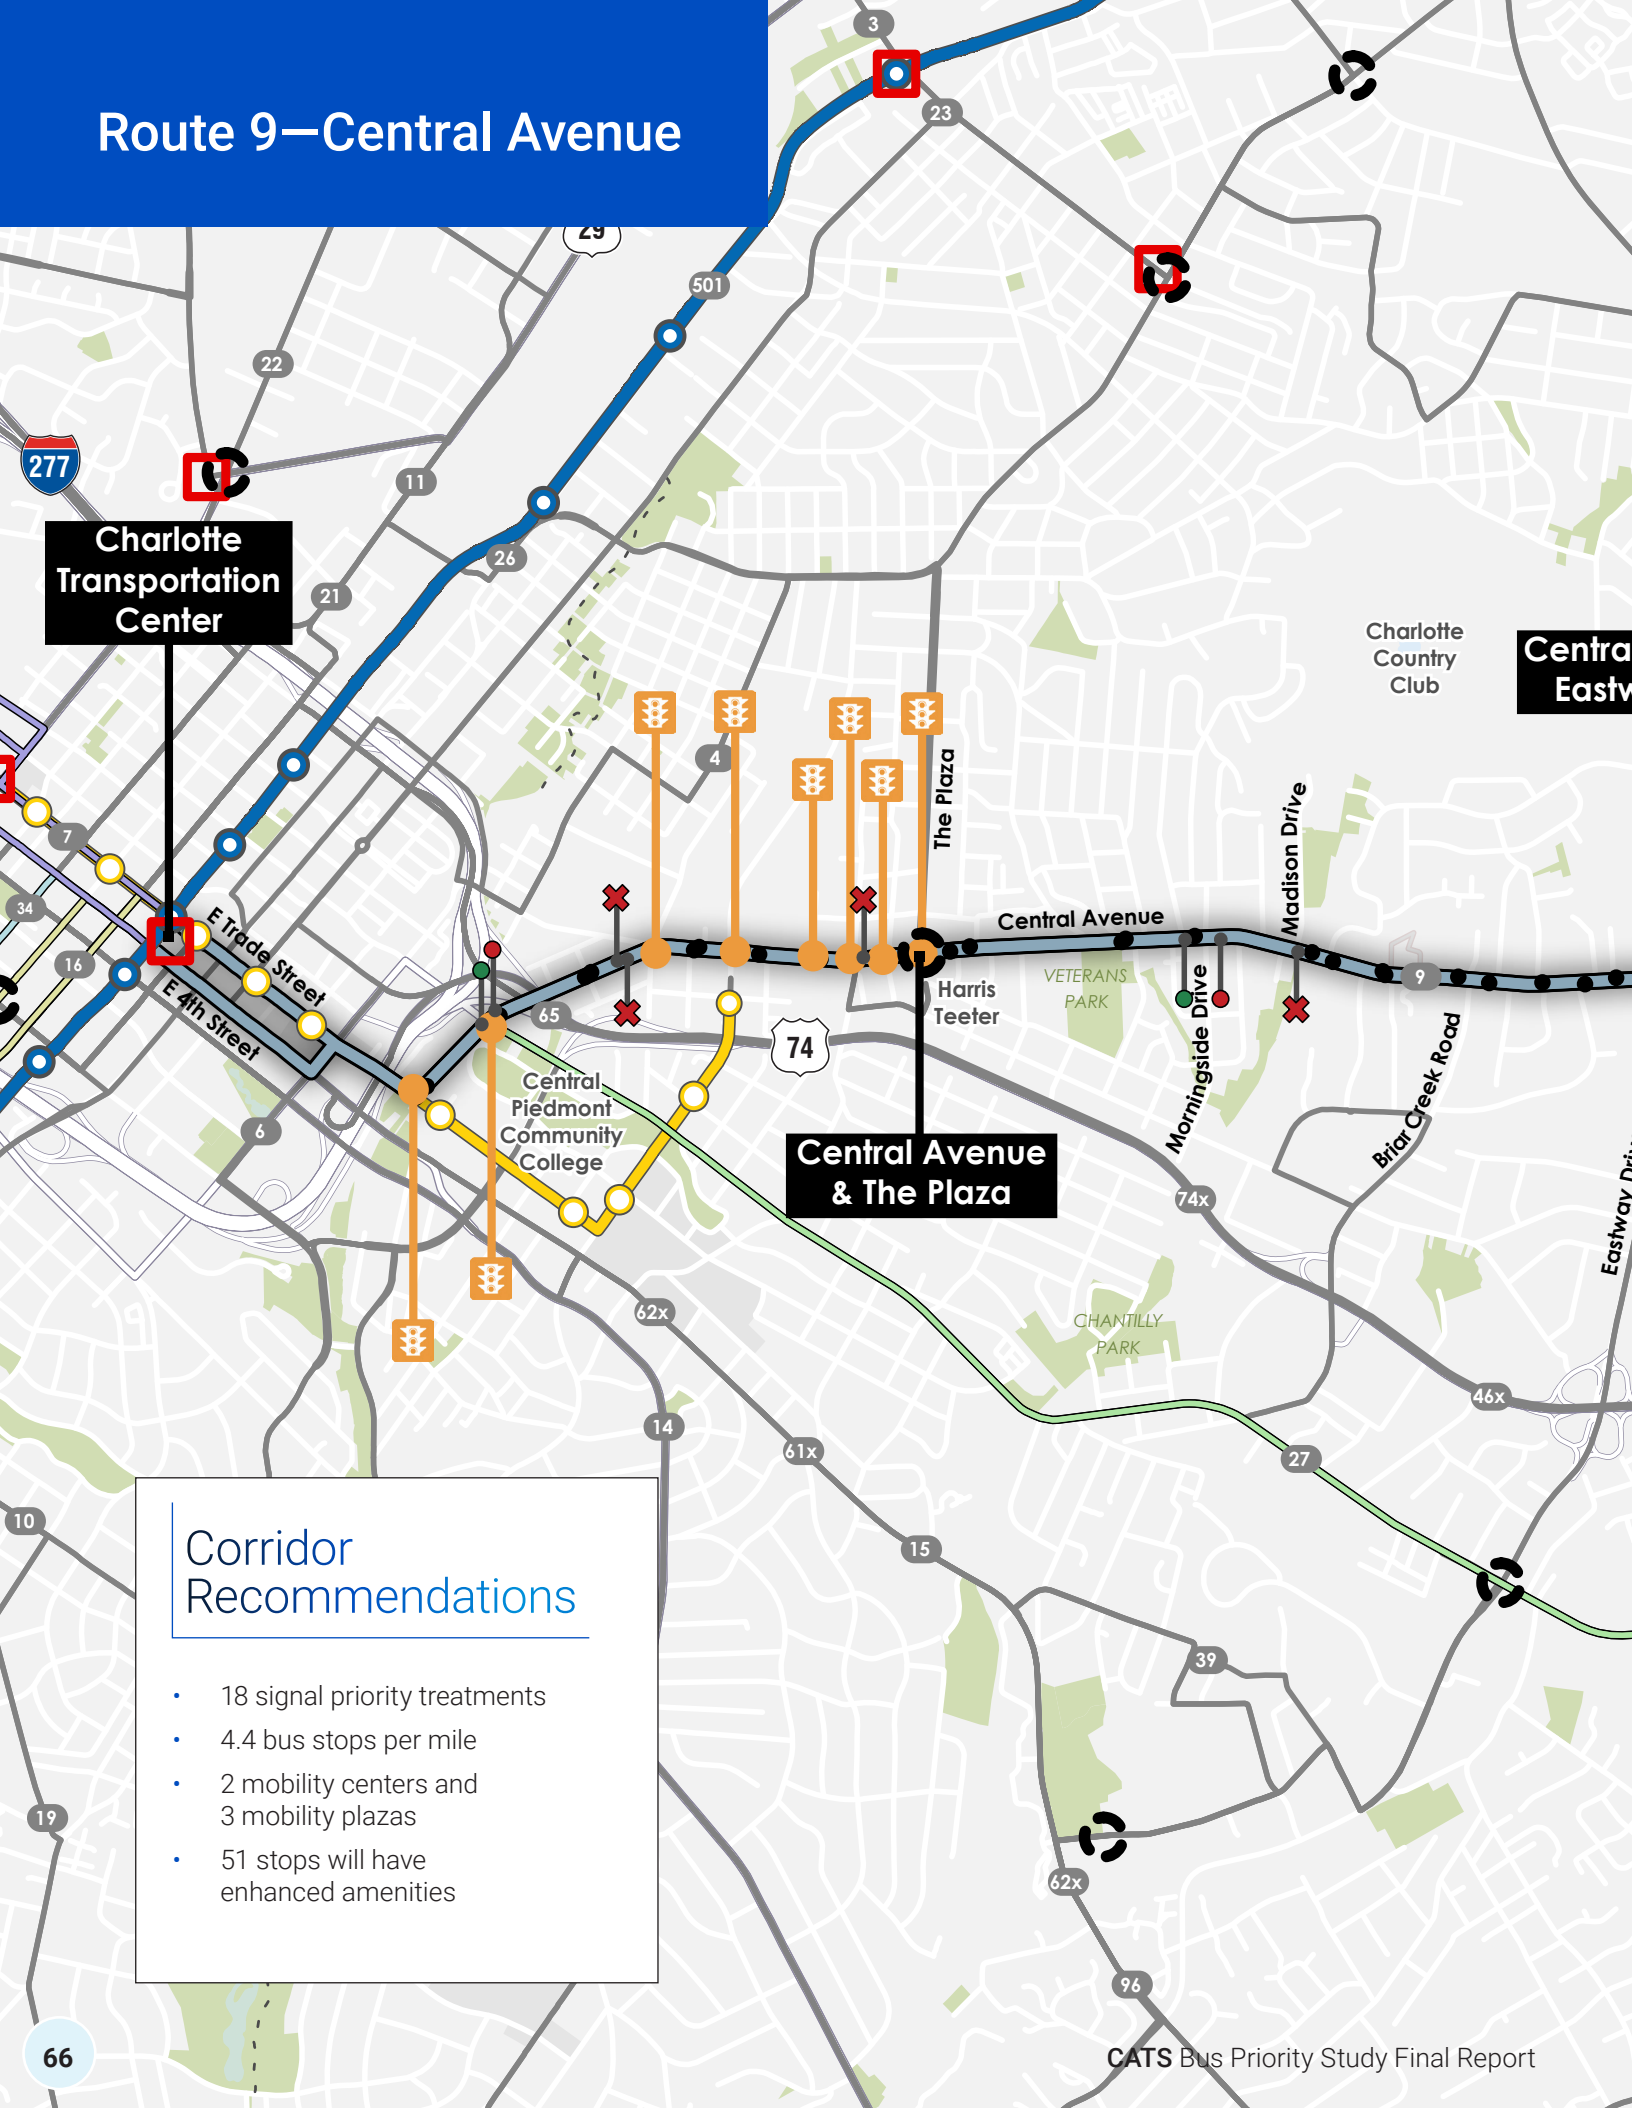 Route 9—Central Avenue
3
23
29
501
22
277
11
26
21
Charlotte
Transportation
Center
Charlotte
Country
Club
Centra
Eastw
4
The Plaza
Madison Drive
7
34
16
E Trade Street
E 4th Street
Central Avenue
9
65
Harris
Teeter
VETERANS
PARK
74
Morningside Drive
Briar Creek Road
Central
Piedmont
Community
College
6
Central Avenue
& The Plaza
74x
Eastway Driv
62x
CHANTILLY
PARK
46x
14
61x
27
15
10
Corridor
Recommendations
• 18 signal priority treatments
• 4.4 bus stops per mile
• 2 mobility centers and
3 mobility plazas
• 51 stops will have
enhanced amenities
39
19
62x
96
66
CATS Bus Priority Study Final Report